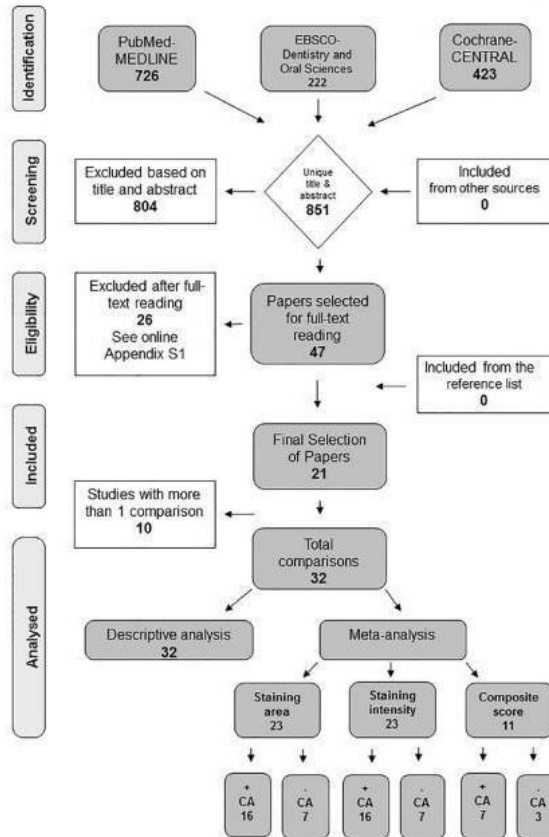 Identification
PubMed-
MEDLINE
726
EBSCO-
Dentistry and
Oral Sciences
222
Cochrane-
CENTRAL
423
Screening
Excluded based on
title and abstract
804
Unique
title &
abstract
851
Included
from other sources
0
Eligibility
Excluded after full-
text reading
26
See online
Appendix S1
Papers selected
for full-text
reading
47
Included from the
reference list
0
Included
Final Selection
of Papers
21
Studies with more
than 1 comparison
10
Analysed
Total
comparisons
32
Descriptive analysis
32
Meta-analysis
Staining
area
23
Staining
intensity
23
Composite
score
11
+
CA
16
-
CA
7
+
CA
16
-
CA
7
+
CA
7
-
CA
3